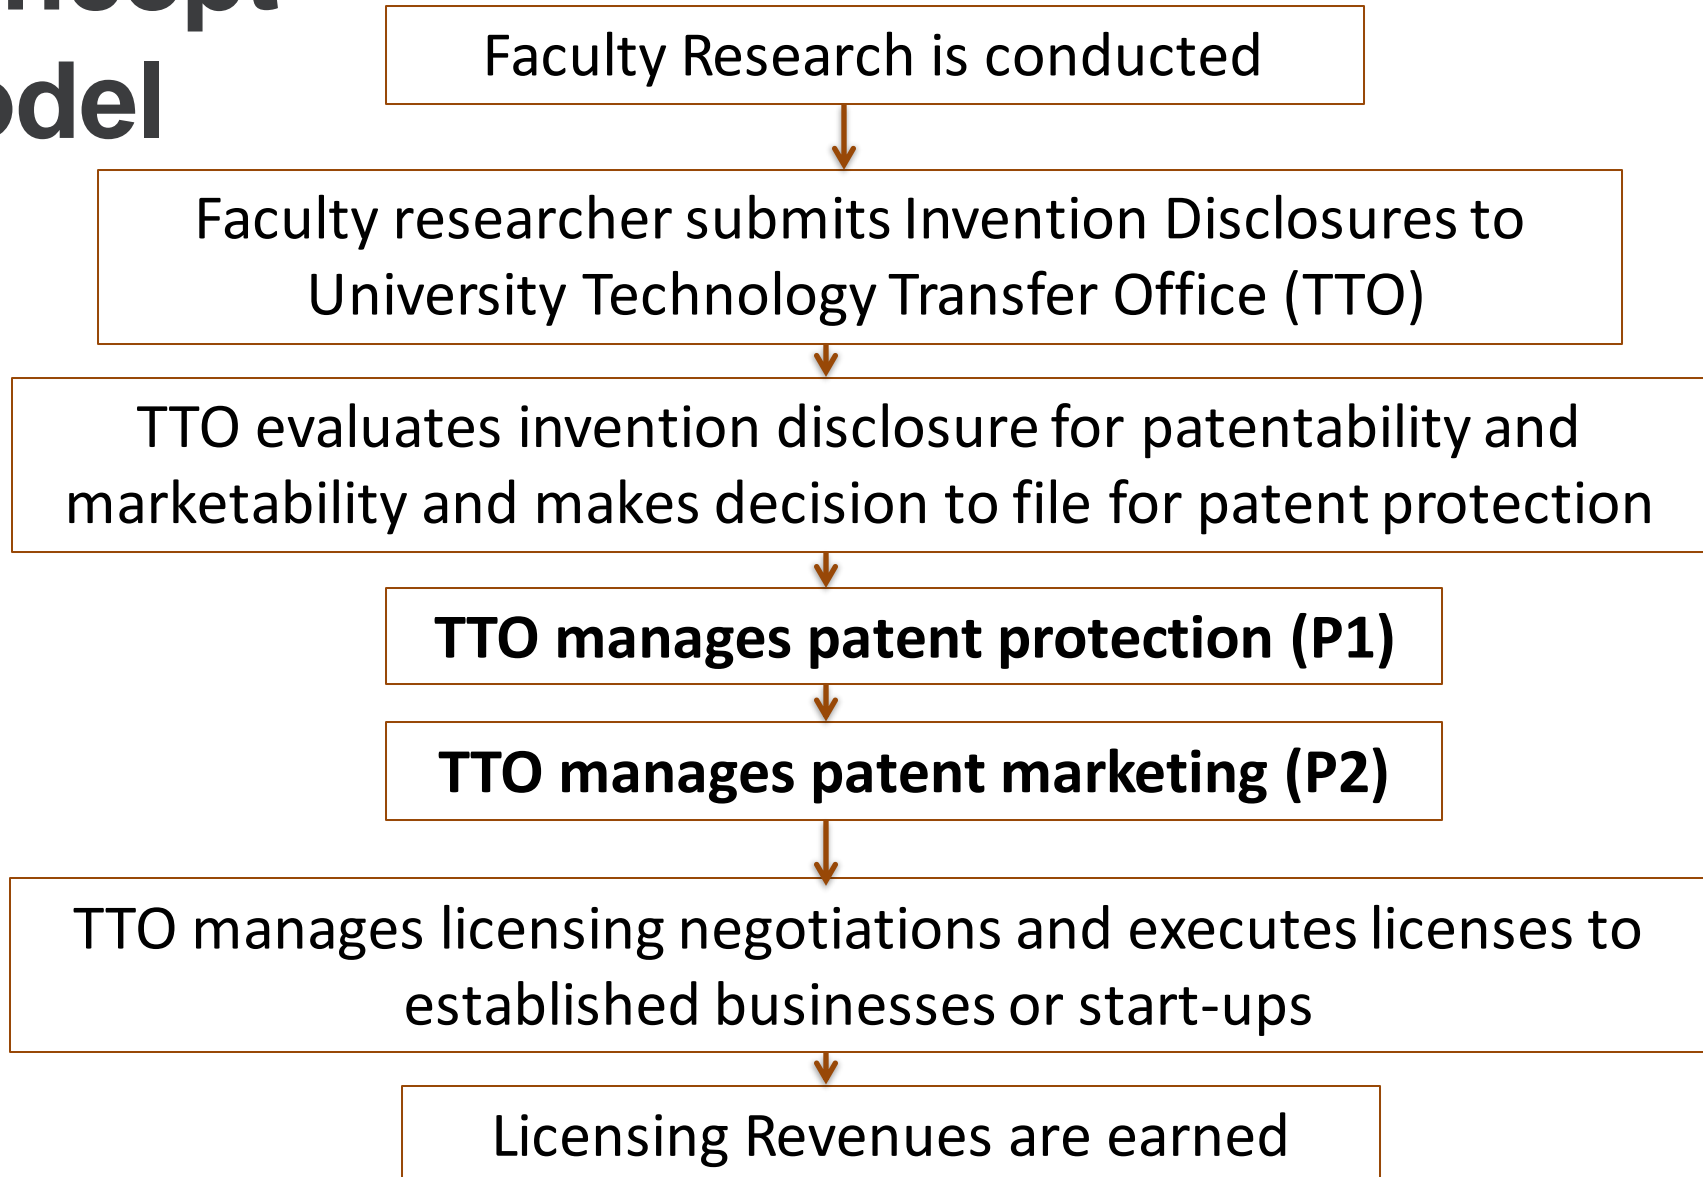 odel
Faculty Research is conducted
Faculty researcher submits Invention Disclosures to
University Technology Transfer Office (TTO)
TTO evaluates invention disclosure for patentability and
marketability and makes decision to file for patent protection
TTO manages patent protection (P1)
TTO manages patent marketing (P2)
TTO manages licensing negotiations and executes licenses to
established businesses or start-ups
Licensing Revenues are earned